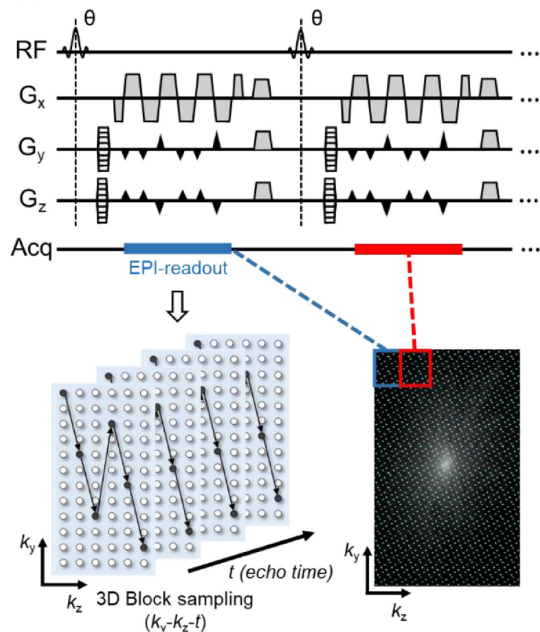 θ θ
RF ...
Gx
Gy
Gz ...
Acq ...
EPI-readout
ky
kz
t (echo time)
3D Block sampling
(ky-kz-t)
ky
kz